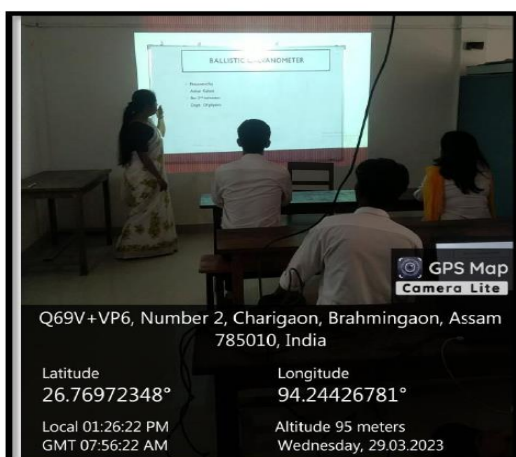 BALLISTIC GALVANOMETER
GPS Map
Camera Lite
Q69V+VP6, Number 2, Charigaon, Brahmingaon, Assam
785010, India
Latitude
26.76972348°
Longitude
94.24426781°
Local 01:26:22 PM
GMT 07:56:22 AM
Altitude 95 meters
Wednesday, 29.03.2023